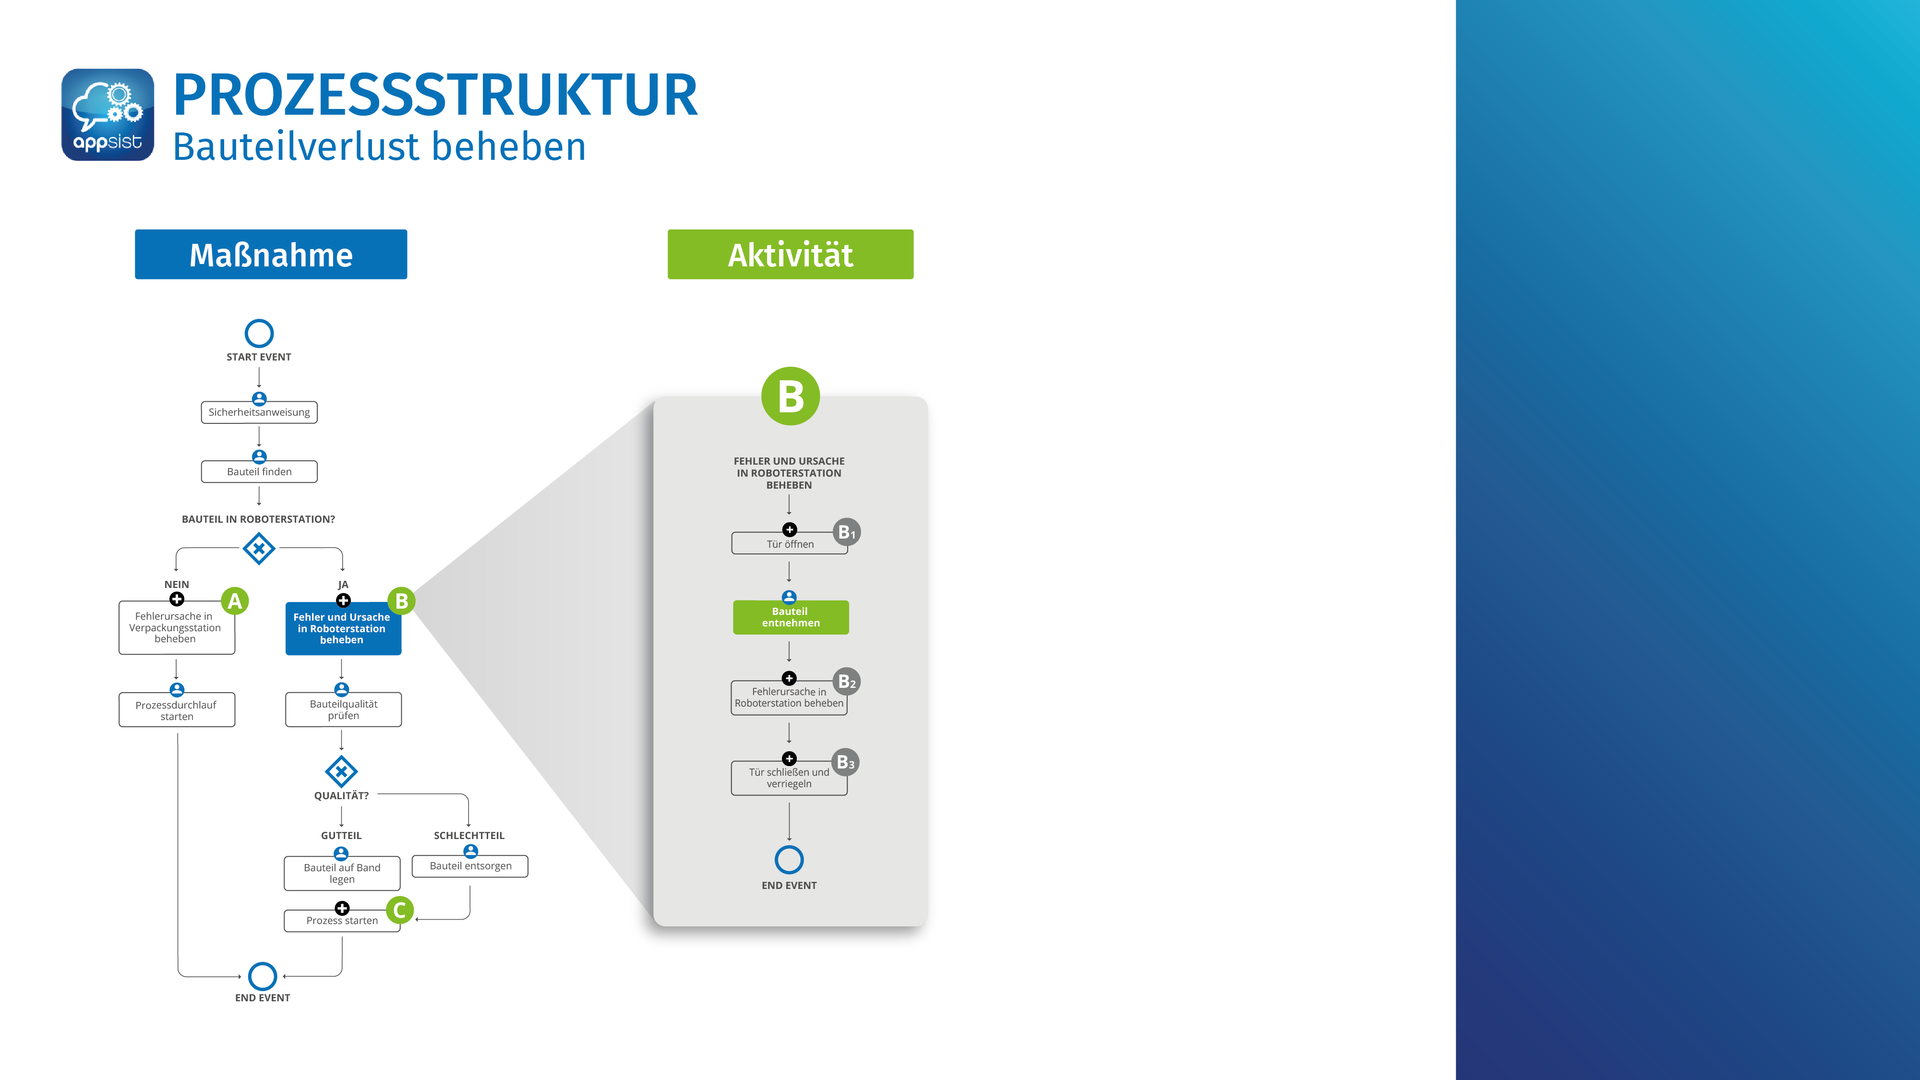 appsist
PROZESSSTRUKTUR
Bauteilverlust beheben
Maßnahme
START EVENT
Sicherheitsanweisung
Bauteil finden
BAUTEIL IN ROBOTERSTATION?
NEIN
A
Fehlerursache in
Verpackungsstation
beheben
Prozessdurchlauf
starten
JA
B
Fehler und Ursache
in Roboterstation
beheben
Bauteilqualität
prüfen
QUALITÄT?
GUTTEIL
Bauteil auf Band
legen
SCHLECHTTEIL
Bauteil entsorgen
C
Prozess starten
END EVENT
Aktivität
B
FEHLER UND URSACHE
IN ROBOTERSTATION
BEHEBEN
B1
Tür öffnen
Bauteil
entnehmen
B2
Fehlerursache in
Roboterstation beheben
B3
Tür schließen und
verriegeln
END EVENT